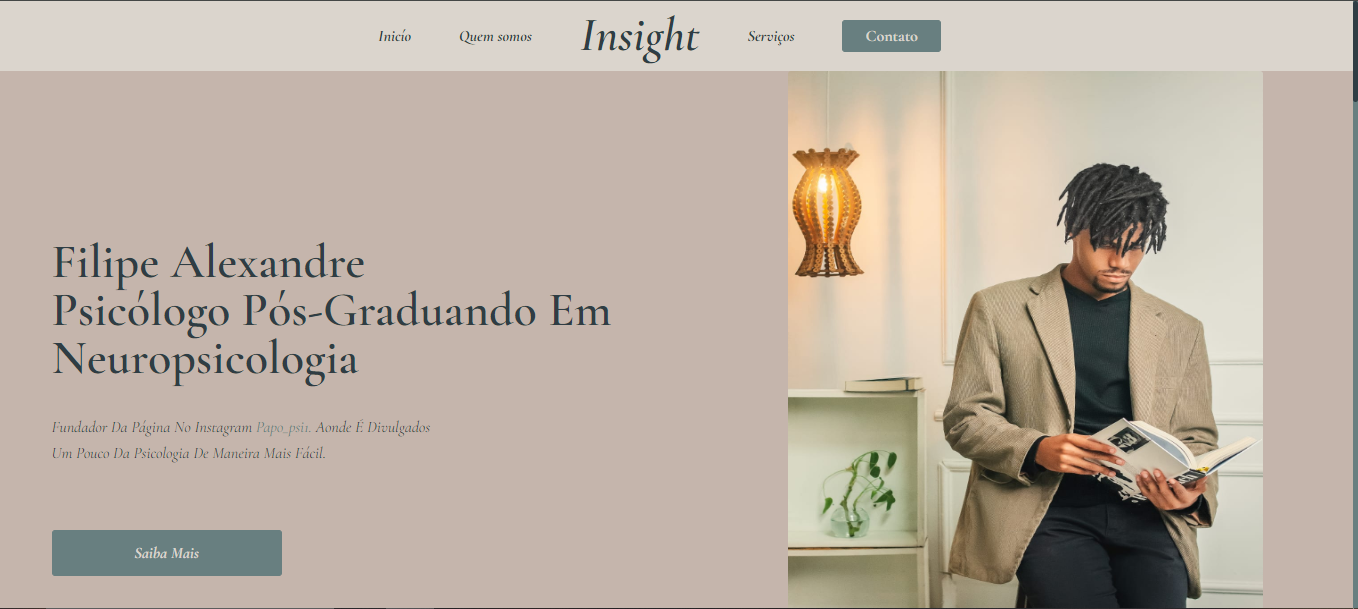 Inicío
Quem somos
Insight
Serviços
Contato
Filipe Alexandre
Psicólogo Pós-Graduando Em
Neuropsicologia
Fundador Da Página No Instagram Papo_psi1. Aonde É Divulgados
Um Pouco Da Psicologia De Maneira Mais Fácil.
Saiba Mais